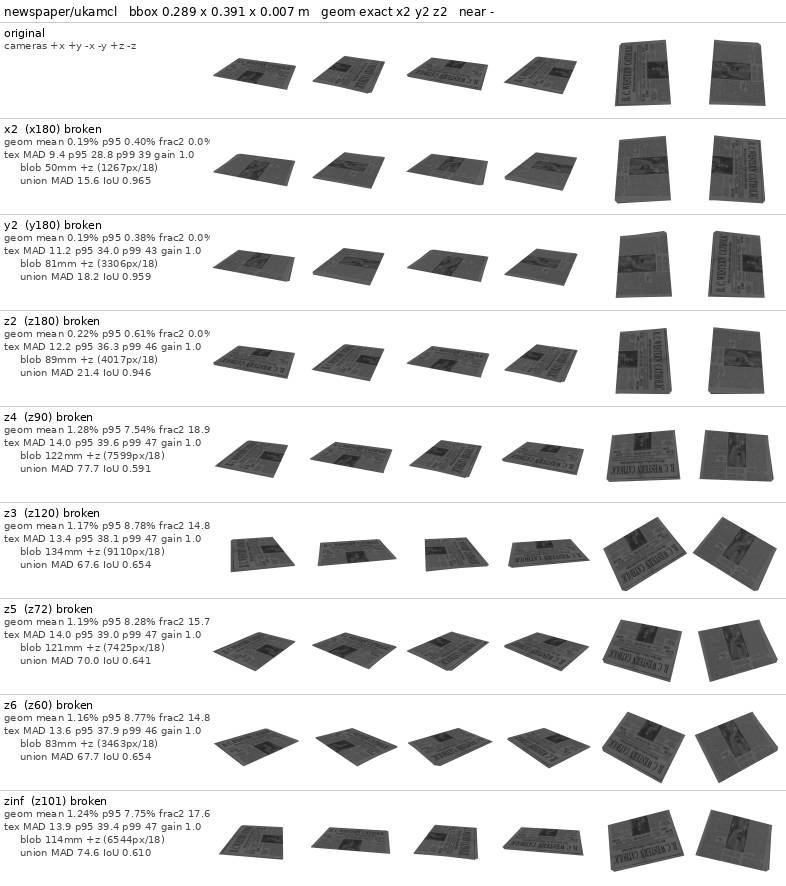 newspaper/ukamcl bbox 0.289 x 0.391 x 0.007 m geom exact x2 y2 z2 near -
original
cameras +x +y -x -y +z -z
B. C. WESTERN CATHOLIC
x2 (x180) broken
geom mean 0.19% p95 0.40% frac2 0.0%
tex MAD 9.4 p95 28.8 p99 39 gain 1.0
blob 50mm +z (1267px/18)
union MAD 15.6 IoU 0.965
y2 (y180) broken
geom mean 0.19% p95 0.38% frac2 0.0%
tex MAD 11.2 p95 34.0 p99 43 gain 1.0
blob 81mm +z (3306px/18)
union MAD 18.2 IoU 0.959
z2 (z180) broken
geom mean 0.22% p95 0.61% frac2 0.0%
tex MAD 12.2 p95 36.3 p99 43 gain 1.0
blob 89mm +z (4017px/18)
union MAD 21.4 IoU 0.946
z4 (z90) broken
geom mean 1.28% p95 7.54% frac2 18.9
tex MAD 14.0 p95 39.6 p99 47 gain 1.0
blob 122mm +z (7599px/18)
union MAD 77.7 IoU 0.591
z3 (z120) broken
geom mean 1.17% p95 8.78% frac2 14.8
tex MAD 13.4 p95 38.1 p99 47 gain 1.0
blob 134mm +z (9110px/18)
union MAD 67.6 IoU 0.654
z5 (z72) broken
geom mean 1.19% p95 8.28% frac2 15.7
tex MAD 14.0 p95 39.0 p99 47 gain 1.0
blob 121mm +z (7425px/18)
union MAD 70.0 IoU 0.641
z6 (z60) broken
geom mean 1.16% p95 8.77% frac2 14.8
tex MAD 13.6 p95 37.9 p99 46 gain 1.0
blob 83mm +z (3463px/18)
union MAD 67.7 IoU 0.654
zinf (z101) broken
geom mean 1.24% p95 7.75% frac2 17.6
tex MAD 13.9 p95 39.4 p99 47 gain 1.0
blob 114mm +z (6544px/18)
union MAD 74.6 IoU 0.610